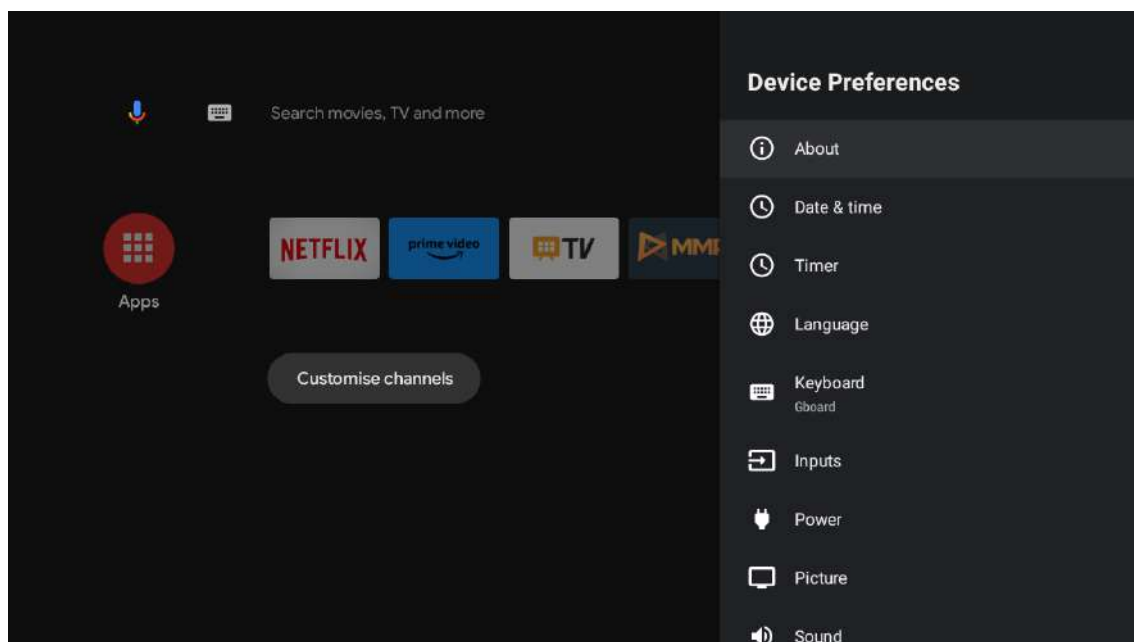 Search movies, TV and more
Apps
NETFLIX
prime video
TV
Customise channels
Device Preferences
About
Date & time
Timer
Language
Keyboard
Gboard
Inputs
Power
Picture
Sound